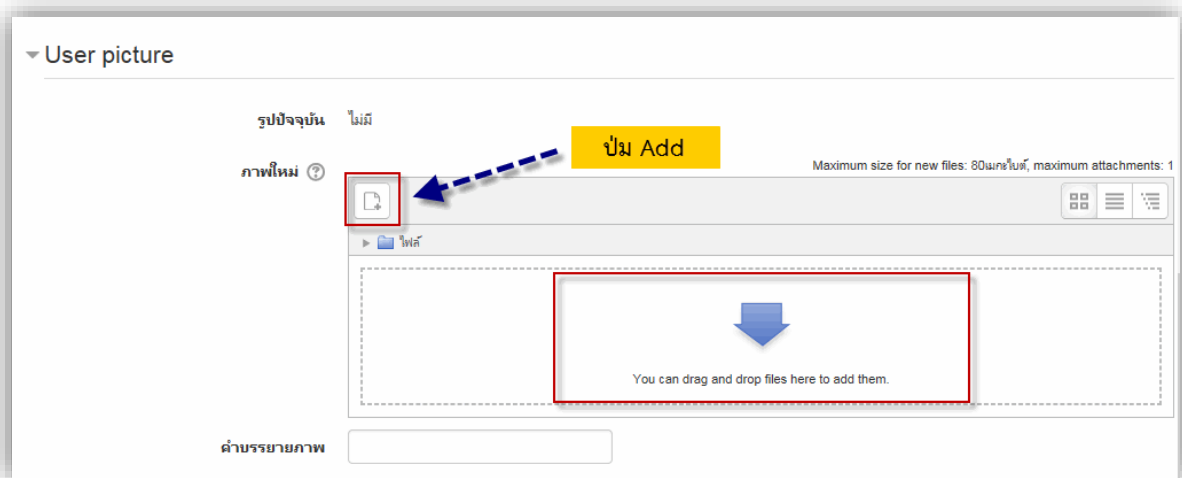 User picture
รูปปัจจุบัน ไม่มี
ปุ่ม Add
ภาพใหม่
Maximum size for new files: 80เมกะไบต์, maximum attachments: 1
ไฟล์
You can drag and drop files here to add them.
คำบรรยายภาพ